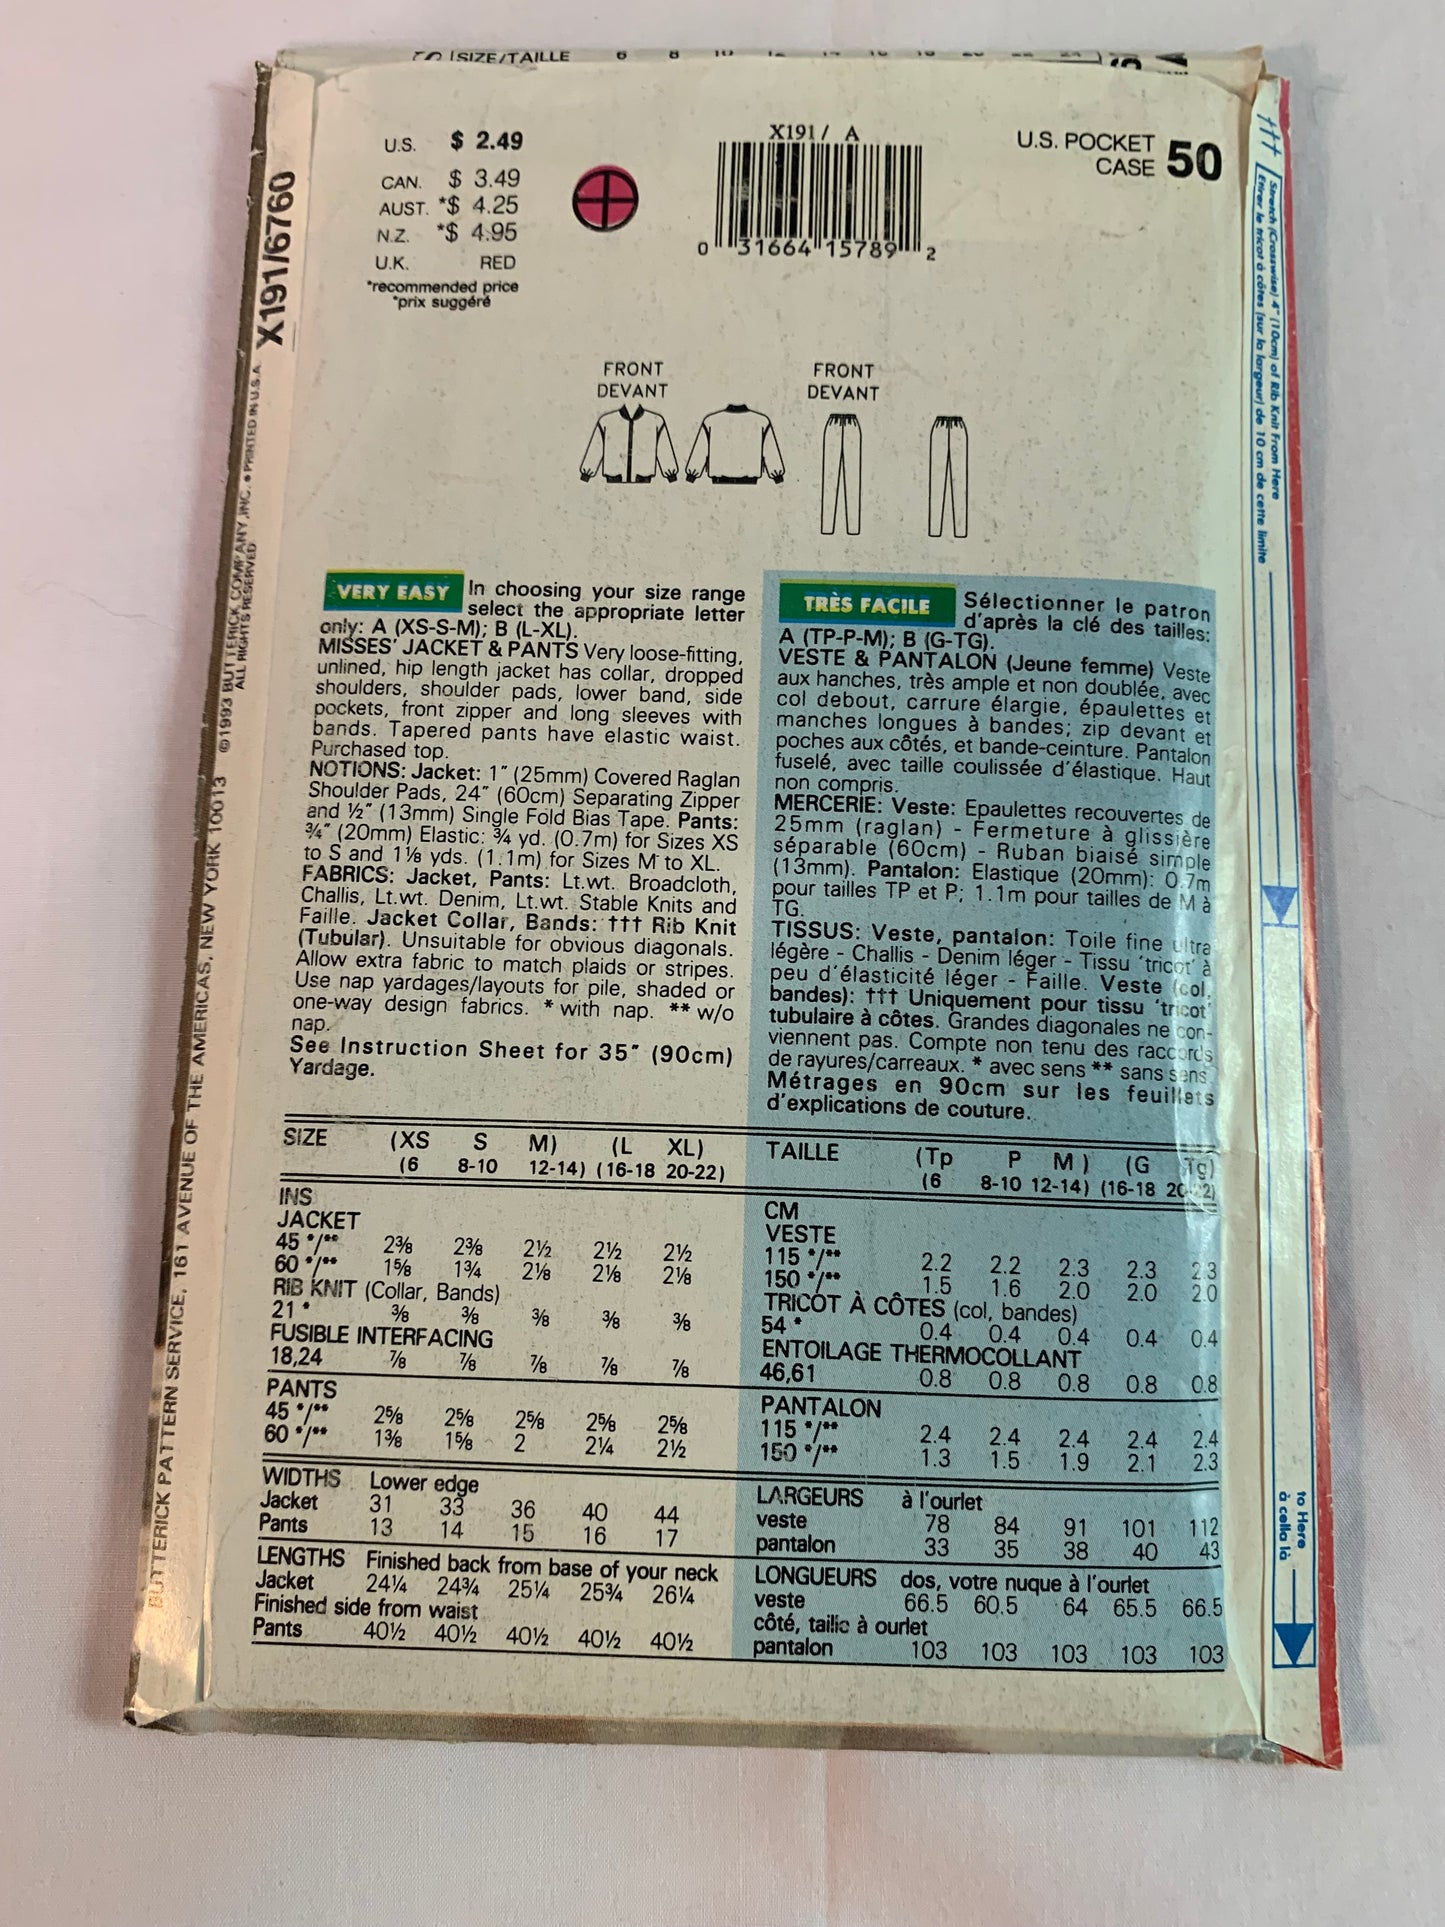 SIZE/TAILLE 6 8 10
U.S. $ 2.49
CAN. $ 3.49
AUST. *$ 4.25
N.Z. *$ 4.95
U.K. RED
*recommended price
*prix suggéré
X191/ A
0 31664 15789 2
U.S. POCKET
CASE 50
X191/6760
BUTTERICK PATTERN SERVICE, 161 AVENUE OF THE AMERICAS, NEW YORK 10013 ©1993 BUTTERICK COMPANY, INC. • PRINTED IN U.S.A.
ALL RIGHTS RESERVED
†††
Stretch (Crosswise) 4" (10cm) of Rib Knit From Here
Etirer le tricot à côtes (sur la largeur) de 10 cm de cette limite
to Here
à cella là
FRONT
DEVANT
FRONT
DEVANT
VERY EASY In choosing your size range
select the appropriate letter
only: A (XS-S-M); B (L-XL).
MISSES' JACKET & PANTS Very loose-fitting,
unlined, hip length jacket has collar, dropped
shoulders, shoulder pads, lower band, side
pockets, front zipper and long sleeves with
bands. Tapered pants have elastic waist.
Purchased top.
NOTIONS: Jacket: 1" (25mm) Covered Raglan
Shoulder Pads, 24" (60cm) Separating Zipper
and ½" (13mm) Single Fold Bias Tape. Pants:
¾" (20mm) Elastic: ¾ yd. (0.7m) for Sizes XS
to S and 1⅛ yds. (1.1m) for Sizes M to XL.
FABRICS: Jacket, Pants: Lt.wt. Broadcloth,
Challis, Lt.wt. Denim, Lt.wt. Stable Knits and
Faille. Jacket Collar, Bands: ††† Rib Knit
(Tubular). Unsuitable for obvious diagonals.
Allow extra fabric to match plaids or stripes.
Use nap yardages/layouts for pile, shaded or
one-way design fabrics. * with nap. ** w/o
nap.
See Instruction Sheet for 35" (90cm)
Yardage.
TRÈS FACILE Sélectionner le patron
d'après la clé des tailles:
A (TP-P-M); B (G-TG).
VESTE & PANTALON (Jeune femme) Veste
aux hanches, très ample et non doublée, avec
col debout, carrure élargie, épaulettes et
manches longues à bandes; zip devant et
poches aux côtés, et bande-ceinture. Pantalon
fuselé, avec taille coulissée d'élastique. Haut
non compris.
MERCERIE: Veste: Epaulettes recouvertes de
25mm (raglan) - Fermeture à glissière
séparable (60cm) - Ruban biaisé simple
(13mm). Pantalon: Elastique (20mm): 0.7m
pour tailles TP et P; 1.1m pour tailles de M à
TG.
TISSUS: Veste, pantalon: Toile fine ultra
légère - Challis - Denim léger - Tissu 'tricot' à
peu d'élasticité léger - Faille. Veste (col,
bandes): ††† Uniquement pour tissu 'tricot'
tubulaire à côtes. Grandes diagonales ne con-
viennent pas. Compte non tenu des raccords
de rayures/carreaux. * avec sens ** sans sens.
Métrages en 90cm sur les feuillets
d'explications de couture.
SIZE (XS S M) (L XL)
(6 8-10 12-14) (16-18 20-22)
INS
JACKET
45 */** 2⅜ 2⅜ 2½ 2½ 2½
60 */** 1⅝ 1¾ 2⅛ 2⅛ 2⅛
RIB KNIT (Collar, Bands)
21 * ⅜ ⅜ ⅜ ⅜ ⅜
FUSIBLE INTERFACING
18,24 ⅞ ⅞ ⅞ ⅞ ⅞
PANTS
45 */** 2⅝ 2⅝ 2⅝ 2⅝ 2⅝
60 */** 1⅜ 1⅝ 2 2¼ 2½
WIDTHS Lower edge
Jacket 31 33 36 40 44
Pants 13 14 15 16 17
LENGTHS Finished back from base of your neck
Jacket 24¼ 24¾ 25¼ 25¾ 26¼
Finished side from waist
Pants 40½ 40½ 40½ 40½ 40½
TAILLE (Tp P M ) (G Tg)
(6 8-10 12-14) (16-18 20-22)
CM
VESTE
115 */** 2.2 2.2 2.3 2.3 2.3
150 */** 1.5 1.6 2.0 2.0 2.0
TRICOT À CÔTES (col, bandes)
54 * 0.4 0.4 0.4 0.4 0.4
ENTOILAGE THERMOCOLLANT
46,61 0.8 0.8 0.8 0.8 0.8
PANTALON
115 */** 2.4 2.4 2.4 2.4 2.4
150 */** 1.3 1.5 1.9 2.1 2.3
LARGEURS à l'ourlet
veste 78 84 91 101 112
pantalon 33 35 38 40 43
LONGUEURS dos, votre nuque à l'ourlet
veste 66.5 60.5 64 65.5 66.5
côté, taille à ourlet
pantalon 103 103 103 103 103